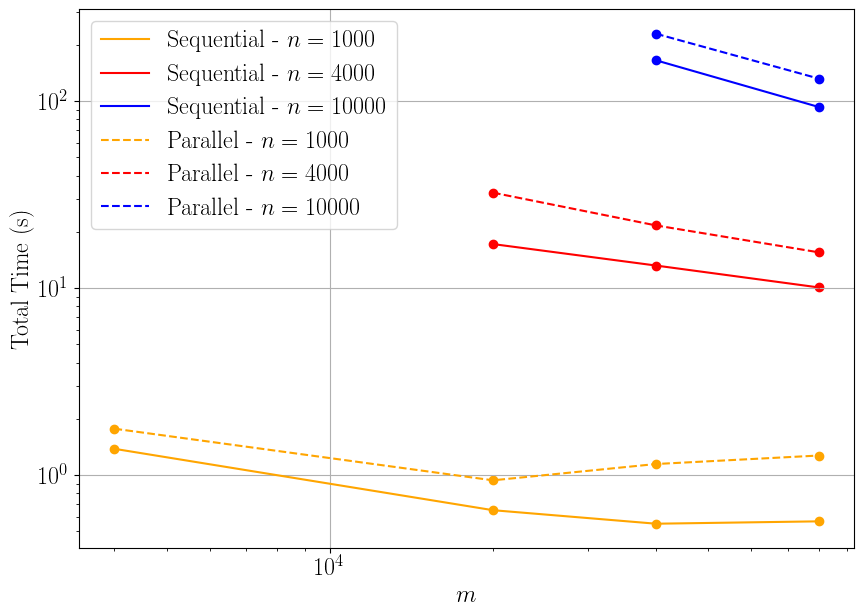 Sequential - n = 1000
Sequential - n = 4000
Sequential - n = 10000
Parallel - n = 1000
Parallel - n = 4000
Parallel - n = 10000
10^2
10^1
10^0
Total Time (s)
10^4
m